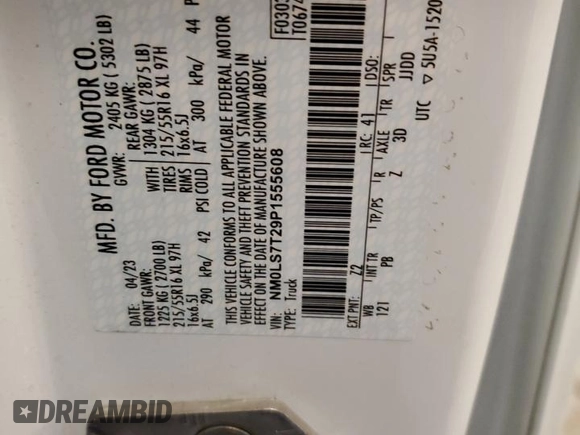 MFD. BY FORD MOTOR CO.
DATE: 04/23 GVWR: 2405 KG ( 5302 LB)
FRONT GAWR: REAR GAWR:
1225 KG ( 2700 LB) WITH 1304 KG ( 2875 LB)
215/55R16 XL 97H TIRES 215/55R16 XL 97H
16x6.5J RIMS 16x6.5J
AT 290 kPa/ 42 PSI COLD AT 300 kPa/ 44 P
THIS VEHICLE CONFORMS TO ALL APPLICABLE FEDERAL MOTOR
VEHICLE SAFETY AND THEFT PREVENTION STANDARDS IN
EFFECT ON THE DATE OF MANUFACTURE SHOWN ABOVE.
VIN: NM0LS7T29P1555608
TYPE: Truck
F0303
T0674
EXT PNT: Z2 RC: 41 DSO:
WB INT TR TP/PS R AXLE TR SPR
121 PB Z 3D JJDD
UTC ▽ 5U5A-1520
DREAMBID